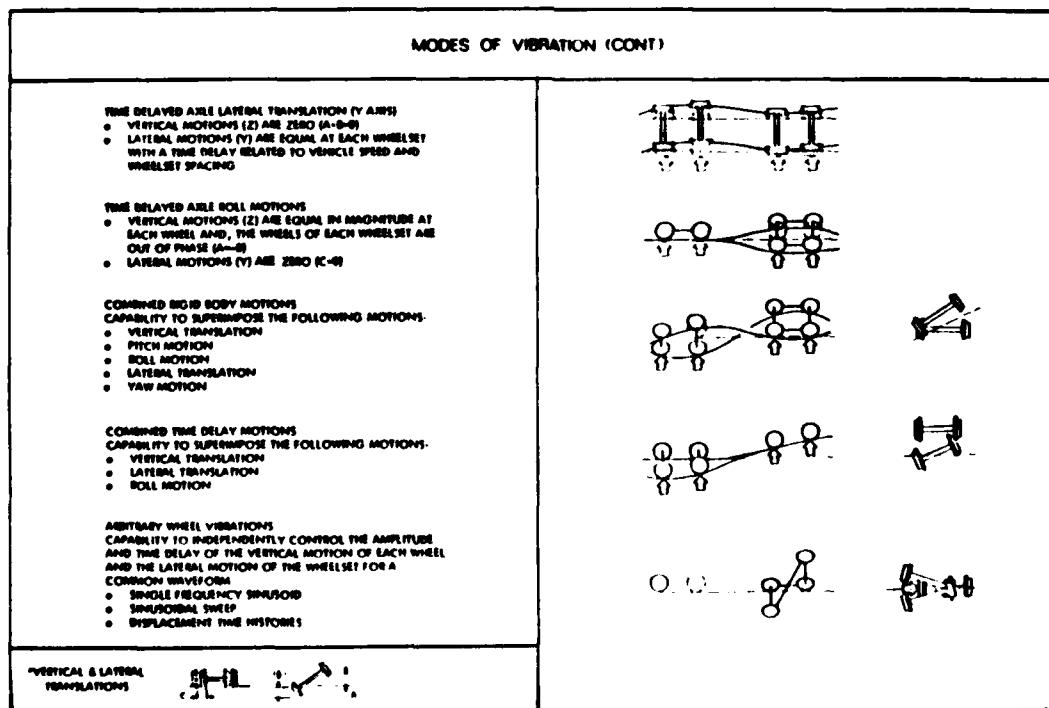 MODES OF VIBRATION (CONT)
TIME DELAYED AXLE LATERAL TRANSLATION (Y AXIS)
• VERTICAL MOTIONS (Z) ARE ZERO (A=B=0)
• LATERAL MOTIONS (Y) ARE EQUAL AT EACH WHEELSET
WITH A TIME DELAY RELATED TO VEHICLE SPEED AND
WHEELSET SPACING
TIME DELAYED AXLE ROLL MOTIONS
• VERTICAL MOTIONS (Z) ARE EQUAL IN MAGNITUDE AT
EACH WHEEL AND, THE WHEELS OF EACH WHEELSET ARE
OUT OF PHASE (A=-B)
• LATERAL MOTIONS (Y) ARE ZERO (C=0)
COMBINED RIGID BODY MOTIONS
CAPABILITY TO SUPERIMPOSE THE FOLLOWING MOTIONS-
• VERTICAL TRANSLATION
• PITCH MOTION
• ROLL MOTION
• LATERAL TRANSLATION
• YAW MOTION
COMBINED TIME DELAY MOTIONS
CAPABILITY TO SUPERIMPOSE THE FOLLOWING MOTIONS-
• VERTICAL TRANSLATION
• LATERAL TRANSLATION
• ROLL MOTION
ARBITRARY WHEEL VIBRATIONS
CAPABILITY TO INDEPENDENTLY CONTROL THE AMPLITUDE
AND TIME DELAY OF THE VERTICAL MOTION OF EACH WHEEL
AND THE LATERAL MOTION OF THE WHEELSET FOR A
COMMON WAVEFORM
• SINGLE FREQUENCY SINUSOID
• SINUSOIDAL SWEEP
• DISPLACEMENT TIME HISTORIES
*VERTICAL & LATERAL
TRANSLATIONS